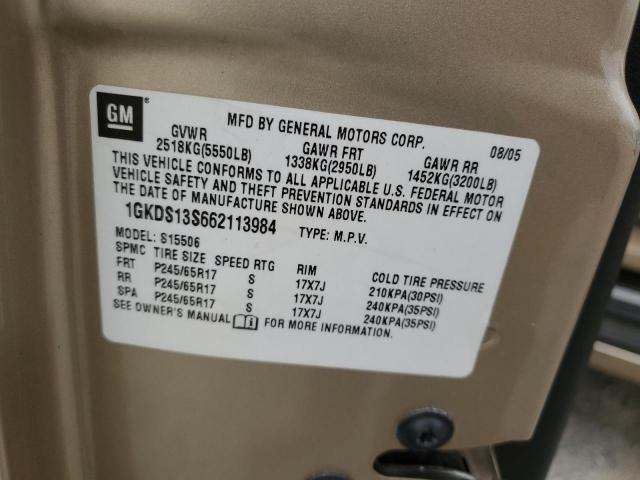 GM ®
MFD BY GENERAL MOTORS CORP. 08/05
GVWR GAWR FRT GAWR RR
2518KG(5550LB) 1338KG(2950LB) 1452KG(3200LB)
THIS VEHICLE CONFORMS TO ALL APPLICABLE U.S. FEDERAL MOTOR
VEHICLE SAFETY AND THEFT PREVENTION STANDARDS IN EFFECT ON
THE DATE OF MANUFACTURE SHOWN ABOVE.
1GKDS13S662113984 TYPE: M.P.V.
MODEL: S15506
SPMC TIRE SIZE SPEED RTG RIM COLD TIRE PRESSURE
FRT P245/65R17 S 17X7J 210KPA(30PSI)
RR P245/65R17 S 17X7J 240KPA(35PSI)
SPA P245/65R17 S 17X7J 240KPA(35PSI)
SEE OWNER'S MANUAL FOR MORE INFORMATION.